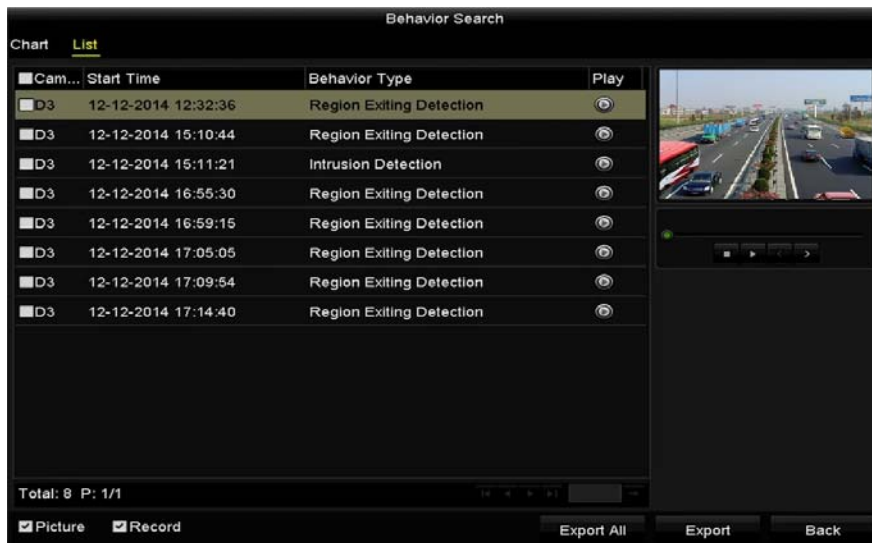 Behavior Search
Chart List
Cam... Start Time Behavior Type Play
D3 12-12-2014 12:32:36 Region Exiting Detection
D3 12-12-2014 15:10:44 Region Exiting Detection
D3 12-12-2014 15:11:21 Intrusion Detection
D3 12-12-2014 16:55:30 Region Exiting Detection
D3 12-12-2014 16:59:15 Region Exiting Detection
D3 12-12-2014 17:05:05 Region Exiting Detection
D3 12-12-2014 17:09:54 Region Exiting Detection
D3 12-12-2014 17:14:40 Region Exiting Detection
Total: 8 P: 1/1
Picture Record Export All Export Back